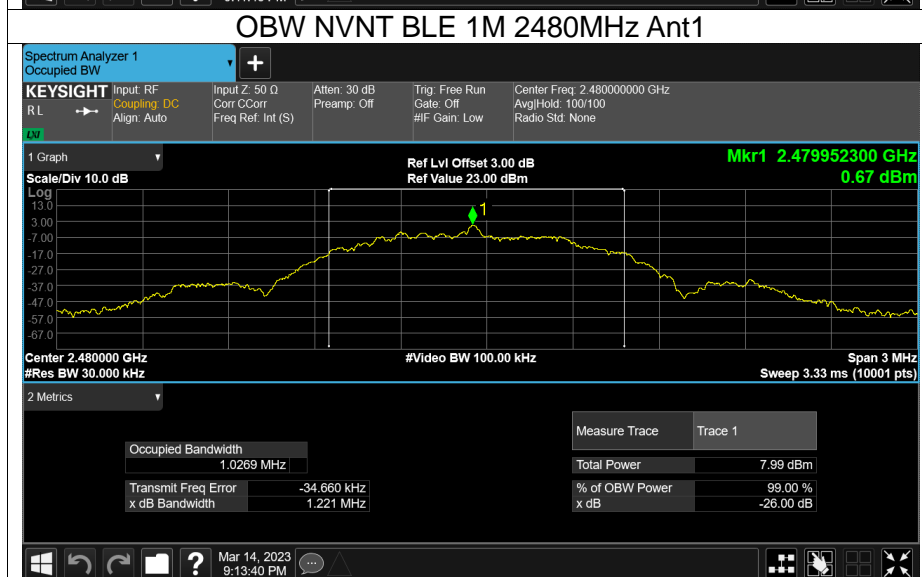 OBW NVNT BLE 1M 2480MHz Ant1
Spectrum Analyzer 1
Occupied BW
+
KEYSIGHT Input: RF Input Z: 50 Ω Atten: 30 dB Trig: Free Run Center Freq: 2.480000000 GHz
RL Coupling: DC Corr CCorr Preamp: Off Gate: Off Avg|Hold: 100/100
Align: Auto Freq Ref: Int (S) #IF Gain: Low Radio Std: None
LXI
1 Graph Ref Lvl Offset 3.00 dB Mkr1 2.479952300 GHz
Scale/Div 10.0 dB Ref Value 23.00 dBm 0.67 dBm
Log
13.0
1
3.00
-7.00
-17.0
-27.0
-37.0
-47.0
-57.0
-67.0
Center 2.480000 GHz #Video BW 100.00 kHz Span 3 MHz
#Res BW 30.000 kHz Sweep 3.33 ms (10001 pts)
2 Metrics
Measure Trace Trace 1
Occupied Bandwidth
1.0269 MHz Total Power 7.99 dBm
Transmit Freq Error -34.660 kHz % of OBW Power 99.00 %
x dB Bandwidth 1.221 MHz x dB -26.00 dB
? Mar 14, 2023
9:13:40 PM